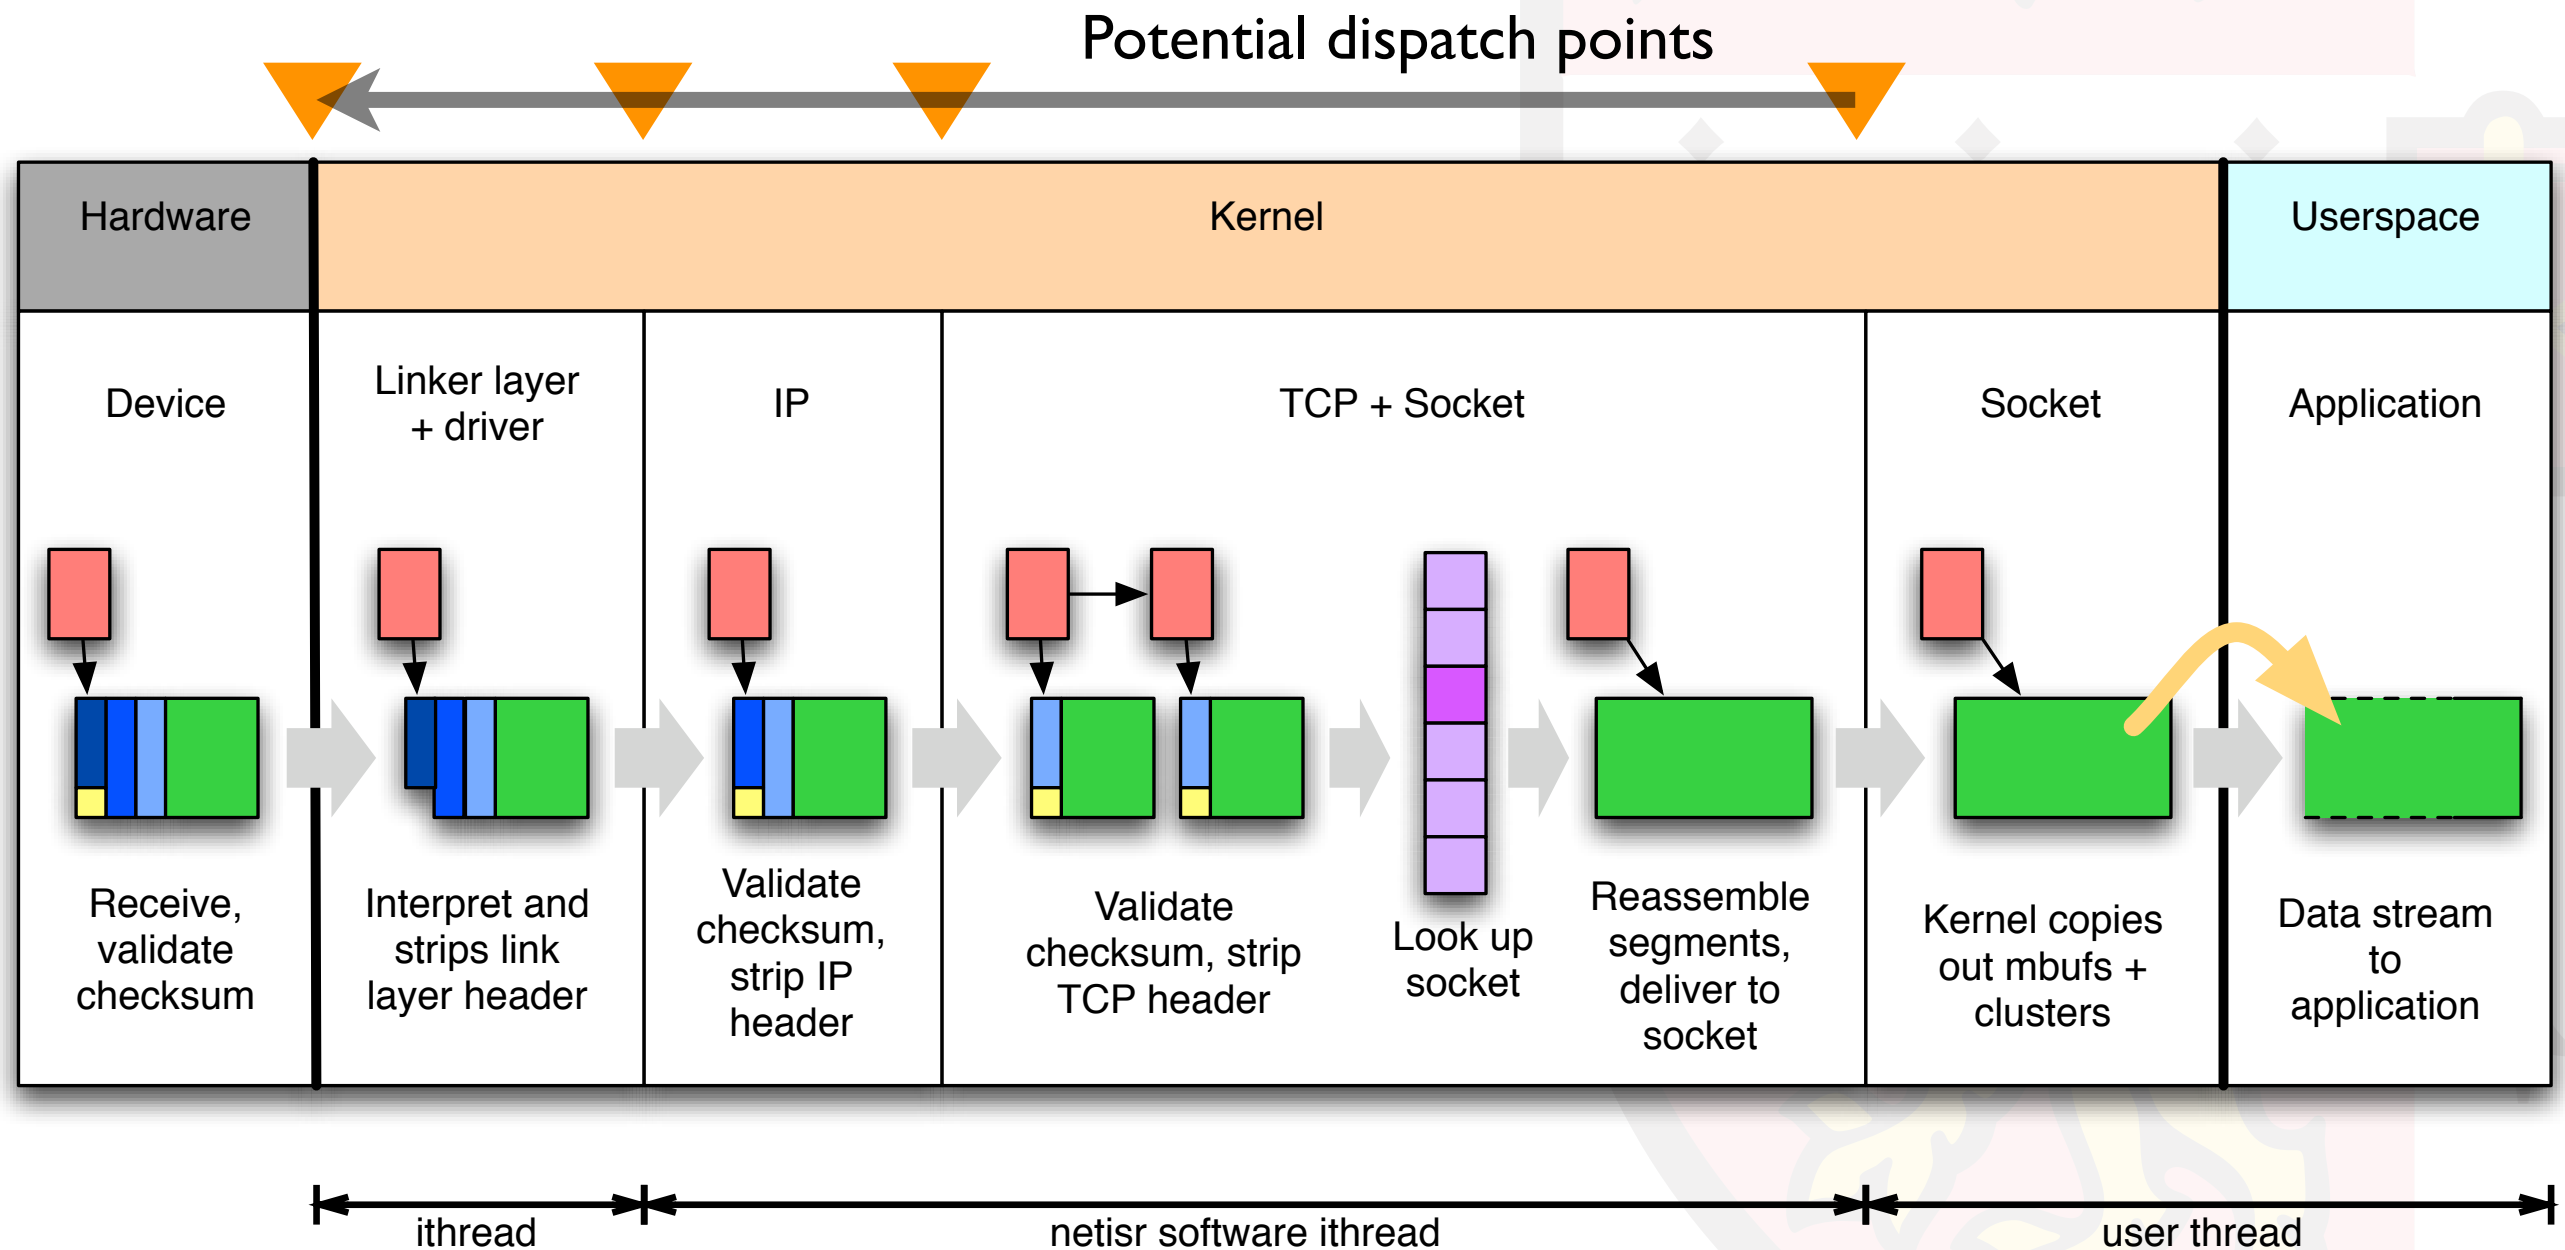 Potential dispatch points
Hardware
Kernel
Userspace
Device
Linker layer
+ driver
IP
TCP + Socket
Socket
Application
Receive,
validate
checksum
Interpret and
strips link
layer header
Validate
checksum,
strip IP
header
Validate
checksum, strip
TCP header
Look up
socket
Reassemble
segments,
deliver to
socket
Kernel copies
out mbufs +
clusters
Data stream
to
application
ithread
netisr software ithread
user thread